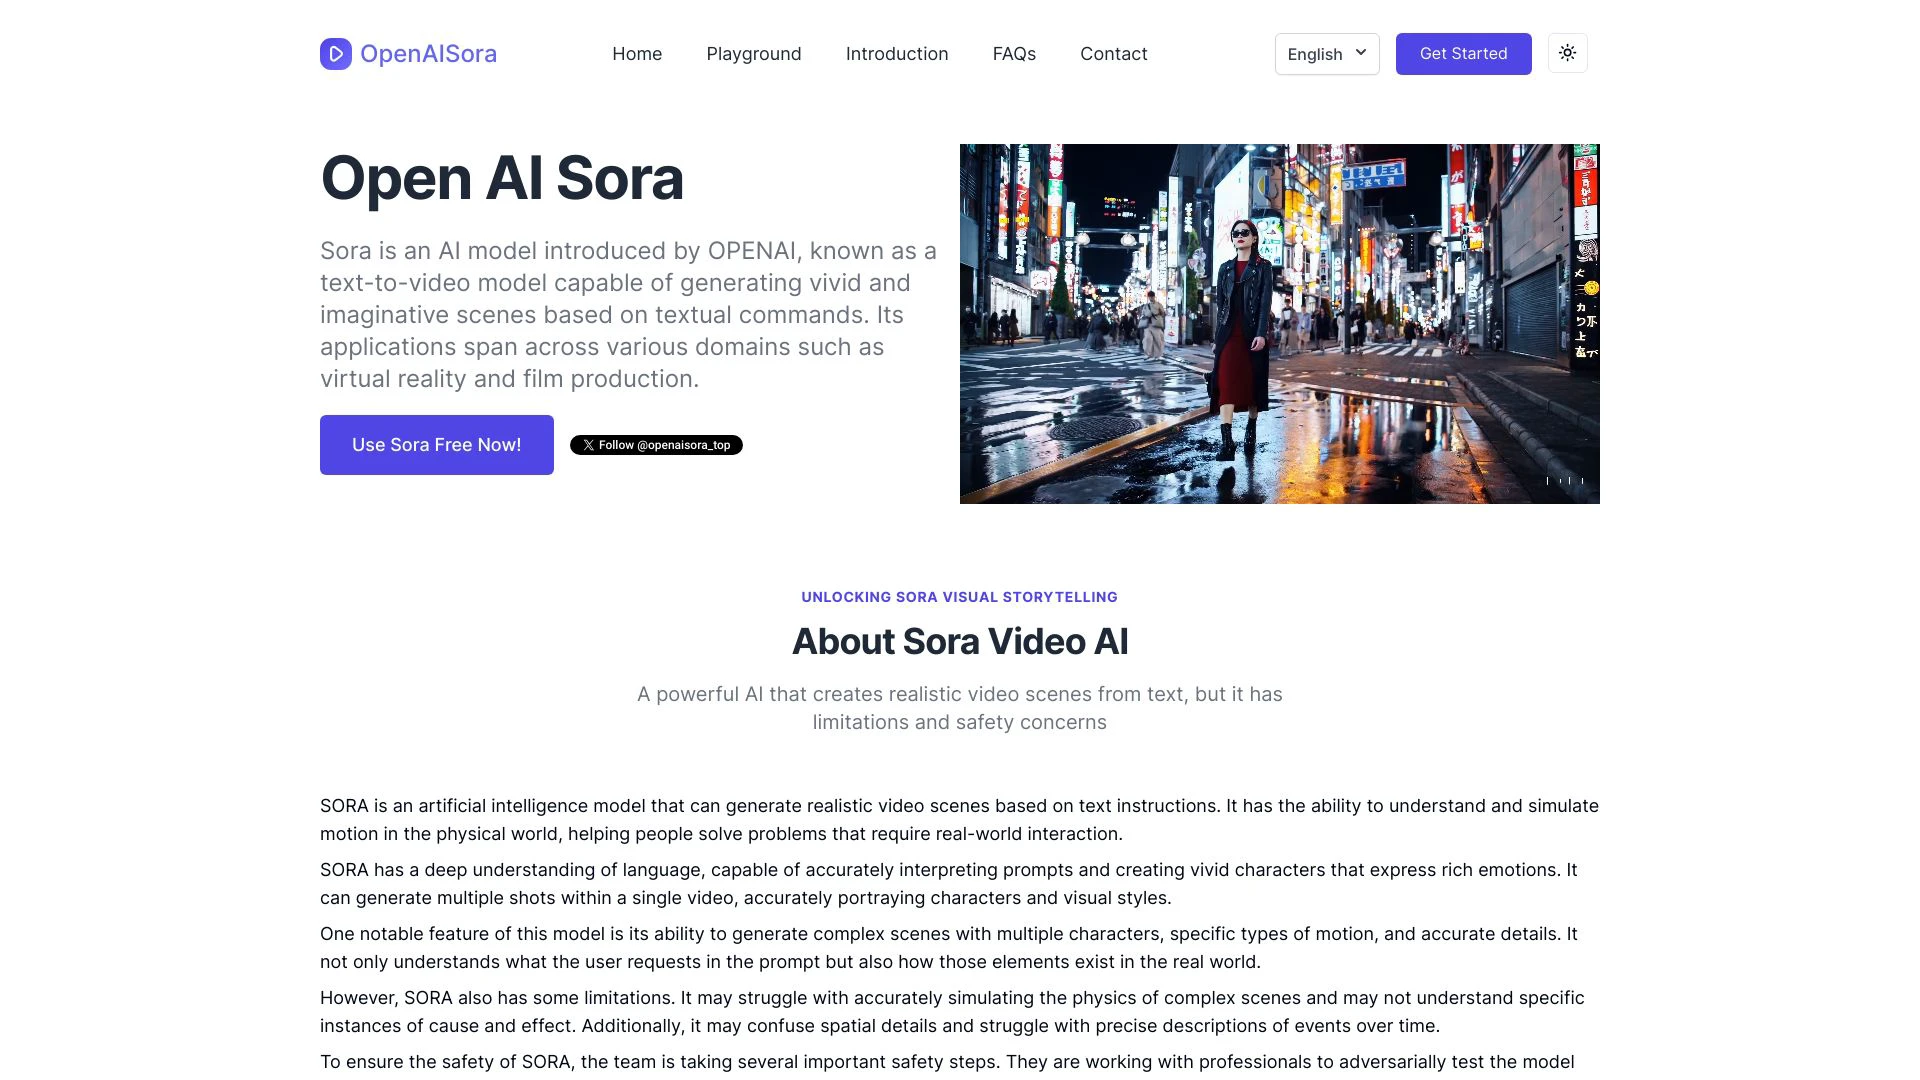 OpenAISora
Home
Playground
Introduction
FAQs
Contact
English
Get Started
Open AI Sora
Sora is an AI model introduced by OPENAI, known as a
text-to-video model capable of generating vivid and
imaginative scenes based on textual commands. Its
applications span across various domains such as
virtual reality and film production.
Use Sora Free Now!
Follow @openaisora_top
UNLOCKING SORA VISUAL STORYTELLING
About Sora Video AI
A powerful AI that creates realistic video scenes from text, but it has
limitations and safety concerns
SORA is an artificial intelligence model that can generate realistic video scenes based on text instructions. It has the ability to understand and simulate
motion in the physical world, helping people solve problems that require real-world interaction.
SORA has a deep understanding of language, capable of accurately interpreting prompts and creating vivid characters that express rich emotions. It
can generate multiple shots within a single video, accurately portraying characters and visual styles.
One notable feature of this model is its ability to generate complex scenes with multiple characters, specific types of motion, and accurate details. It
not only understands what the user requests in the prompt but also how those elements exist in the real world.
However, SORA also has some limitations. It may struggle with accurately simulating the physics of complex scenes and may not understand specific
instances of cause and effect. Additionally, it may confuse spatial details and struggle with precise descriptions of events over time.
To ensure the safety of SORA, the team is taking several important safety steps. They are working with professionals to adversarially test the model